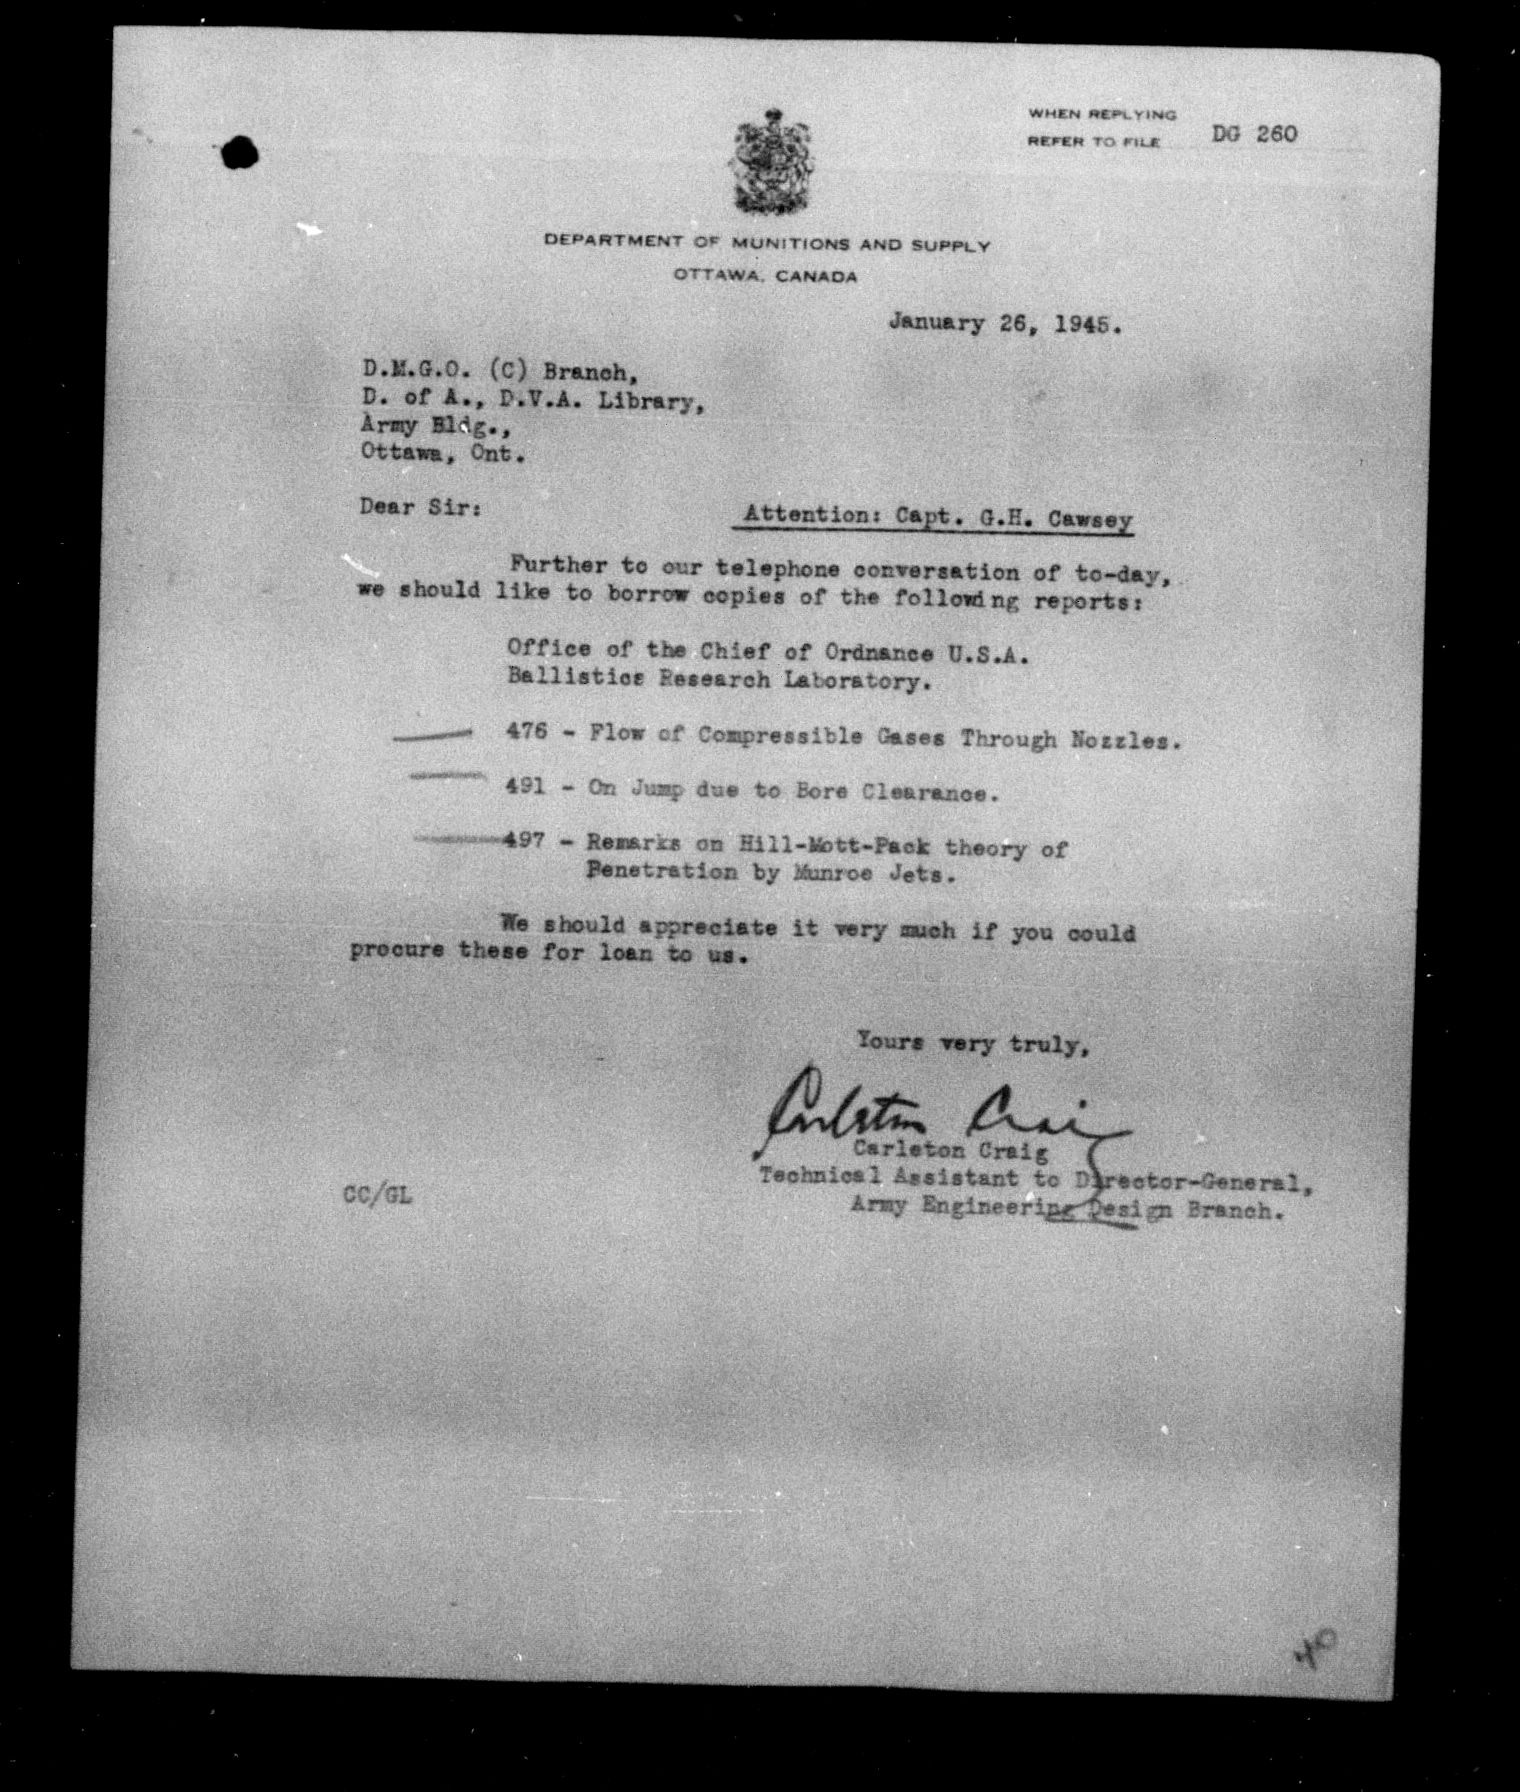 WHEN REPLYING
REFER TO FILE DG 260
DEPARTMENT OF MUNITIONS AND SUPPLY
OTTAWA, CANADA
January 26, 1945.
D.M.G.O. (C) Branch,
D. of A., D.V.A. Library,
Army Bldg.,
Ottawa, Ont.
Dear Sir: Attention: Capt. G.H. Cawsey
Further to our telephone conversation of to-day,
we should like to borrow copies of the following reports:
Office of the Chief of Ordnance U.S.A.
Ballistics Research Laboratory.
476 - Flow of Compressible Gases Through Nozzles.
491 - On Jump due to Bore Clearance.
497 - Remarks on Hill-Mott-Pack theory of
Penetration by Munroe Jets.
We should appreciate it very much if you could
procure these for loan to us.
Yours very truly,
Carleton Craig
Carleton Craig
Technical Assistant to Director-General,
CC/GL
Army Engineering Design Branch.
40